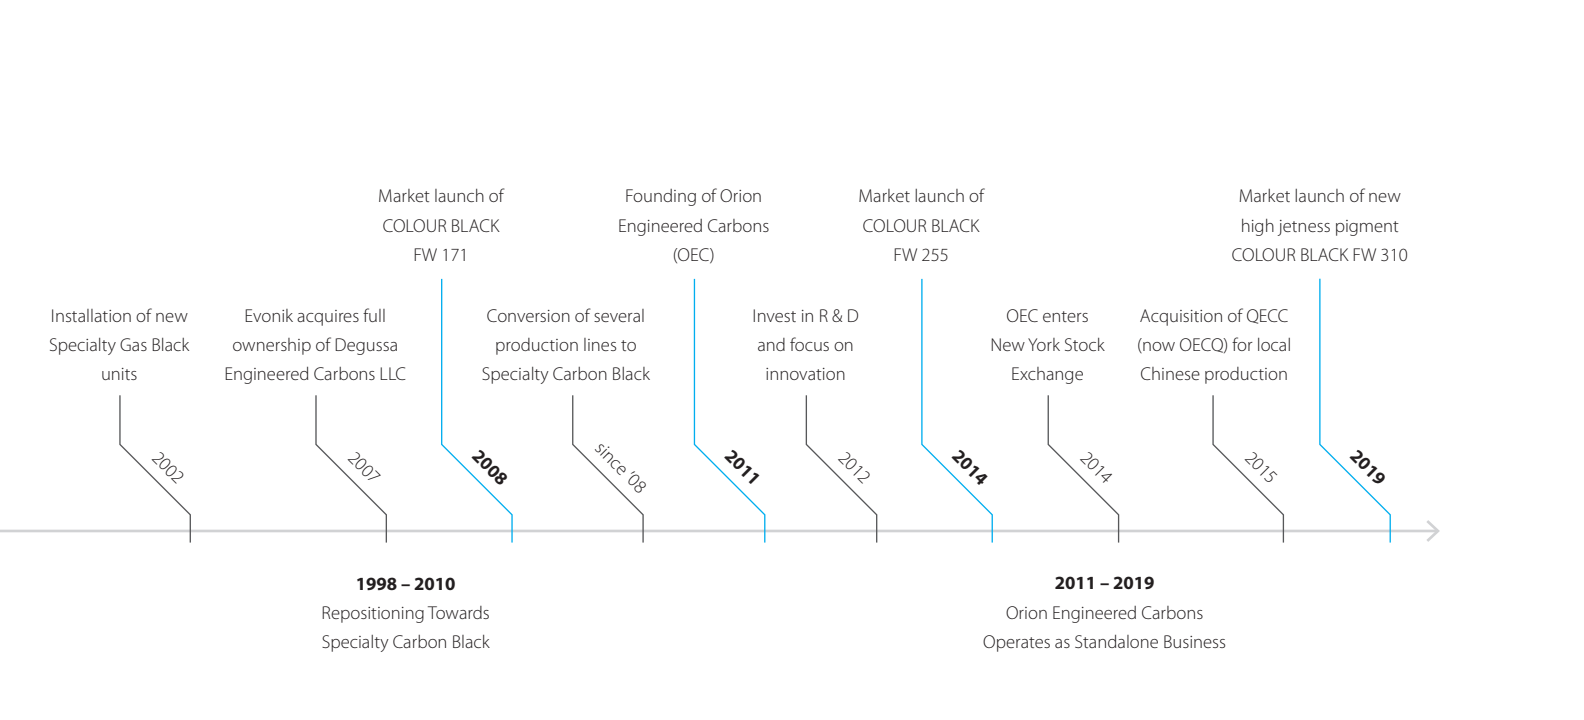 Market launch of
COLOUR BLACK
FW 171
Founding of Orion
Engineered Carbons
(OEC)
Market launch of
COLOUR BLACK
FW 255
Market launch of new
high jetness pigment
COLOUR BLACK FW 310
Installation of new
Specialty Gas Black
units
Evonik acquires full
ownership of Degussa
Engineered Carbons LLC
Conversion of several
production lines to
Specialty Carbon Black
Invest in R & D
and focus on
innovation
OEC enters
New York Stock
Exchange
Acquisition of QECC
(now OECQ) for local
Chinese production
2002
2007
2008
since ‘08
2011
2012
2014
2014
2015
2019
1998 – 2010
Repositioning Towards
Specialty Carbon Black
2011 – 2019
Orion Engineered Carbons
Operates as Standalone Business